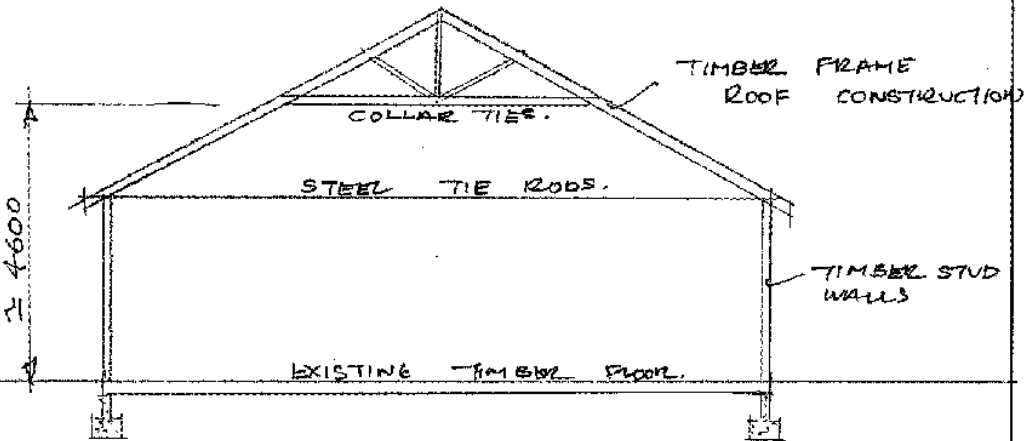 TIMBER FRAME
ROOF CONSTRUCTION
COLLAR TIES.
STEEL TIE RODS.
≃ 4600
TIMBER STUD
WALLS
EXISTING TIMBER FLOOR.